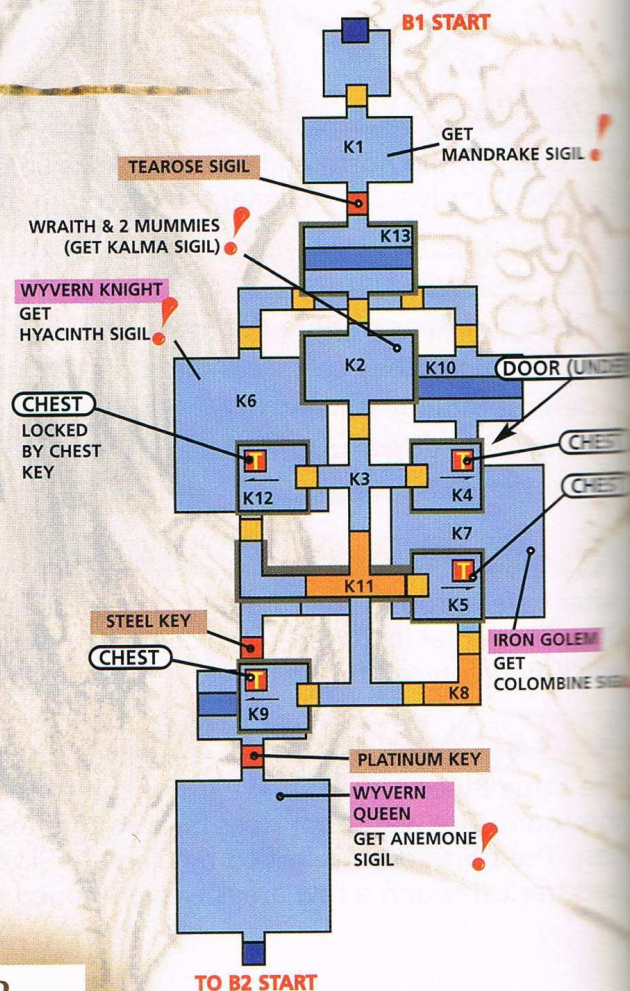 B1 START
K1
GET
MANDRAKE SIGIL
!
TEAROSE SIGIL
K13
WRAITH & 2 MUMMIES
(GET KALMA SIGIL)
!
WYVERN KNIGHT
GET
HYACINTH SIGIL
!
K2
K10
DOOR
K6
CHEST
LOCKED
BY CHEST
KEY
T
K12
K3
T
K4
CHEST
CHEST
K7
K11
T
K5
STEEL KEY
CHEST
T
K9
K8
IRON GOLEM
GET
COLOMBINE
PLATINUM KEY
WYVERN
QUEEN
GET ANEMONE
SIGIL
!
TO B2 START